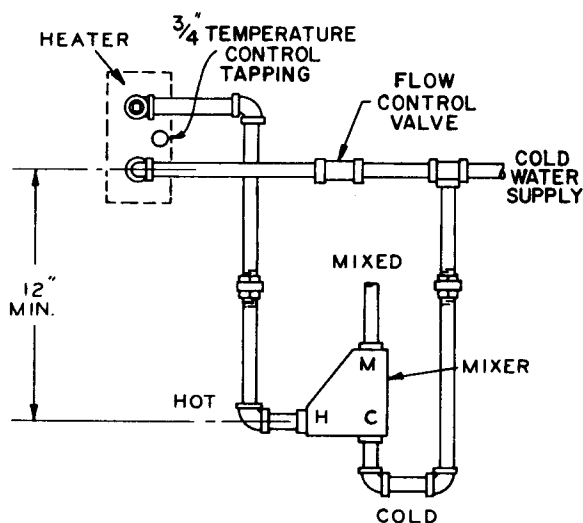 HEATER
3/4" TEMPERATURE
CONTROL
TAPPING
FLOW
CONTROL
VALVE
COLD
WATER
SUPPLY
12"
MIN.
MIXED
M
MIXER
HOT
H
C
COLD